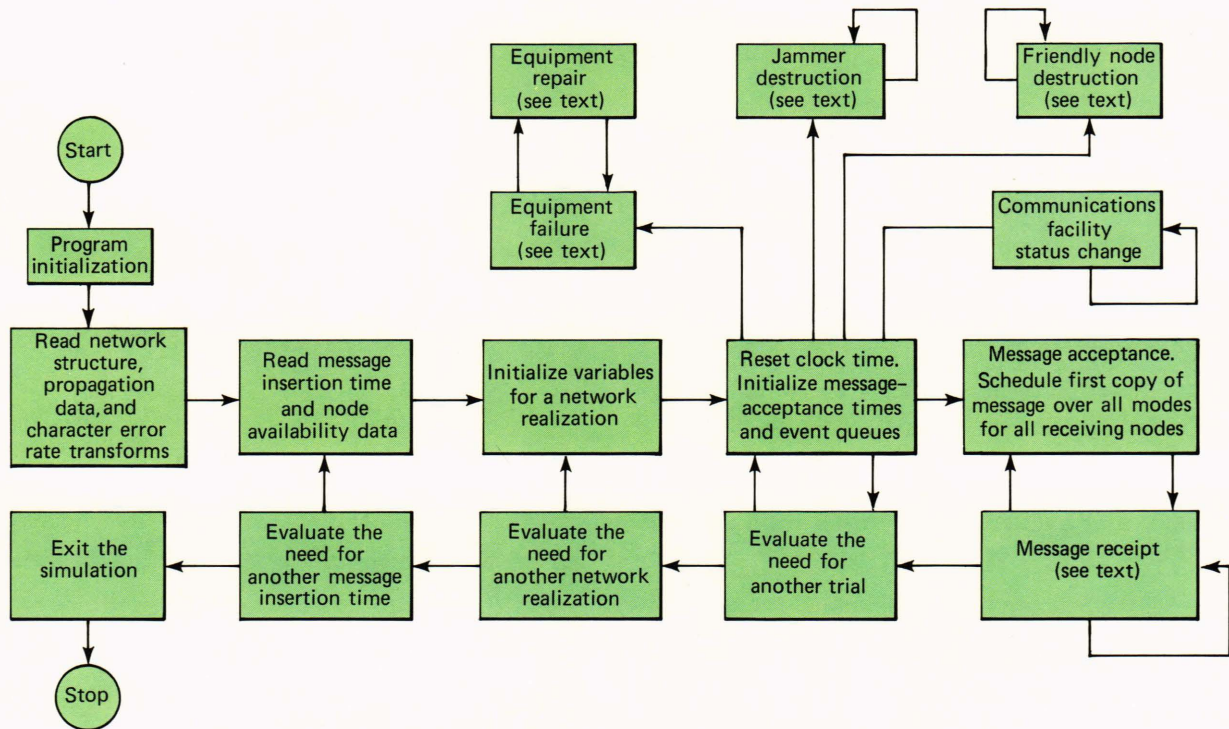 Equipment
repair
(see text)
Jammer
destruction
(see text)
Friendly node
destruction
(see text)
Start
Equipment
failure
(see text)
Communications
facility
status change
Program
initialization
Read network
structure,
propagation
data, and
character error
rate transforms
Read message
insertion time
and node
availability data
Initialize variables
for a network
realization
Reset clock time.
Initialize message–
acceptance times
and event queues
Message acceptance.
Schedule first copy of
message over all modes
for all receiving nodes
Exit the
simulation
Evaluate the
need for
another message
insertion time
Evaluate the
need for
another network
realization
Evaluate the
need for
another trial
Message receipt
(see text)
Stop